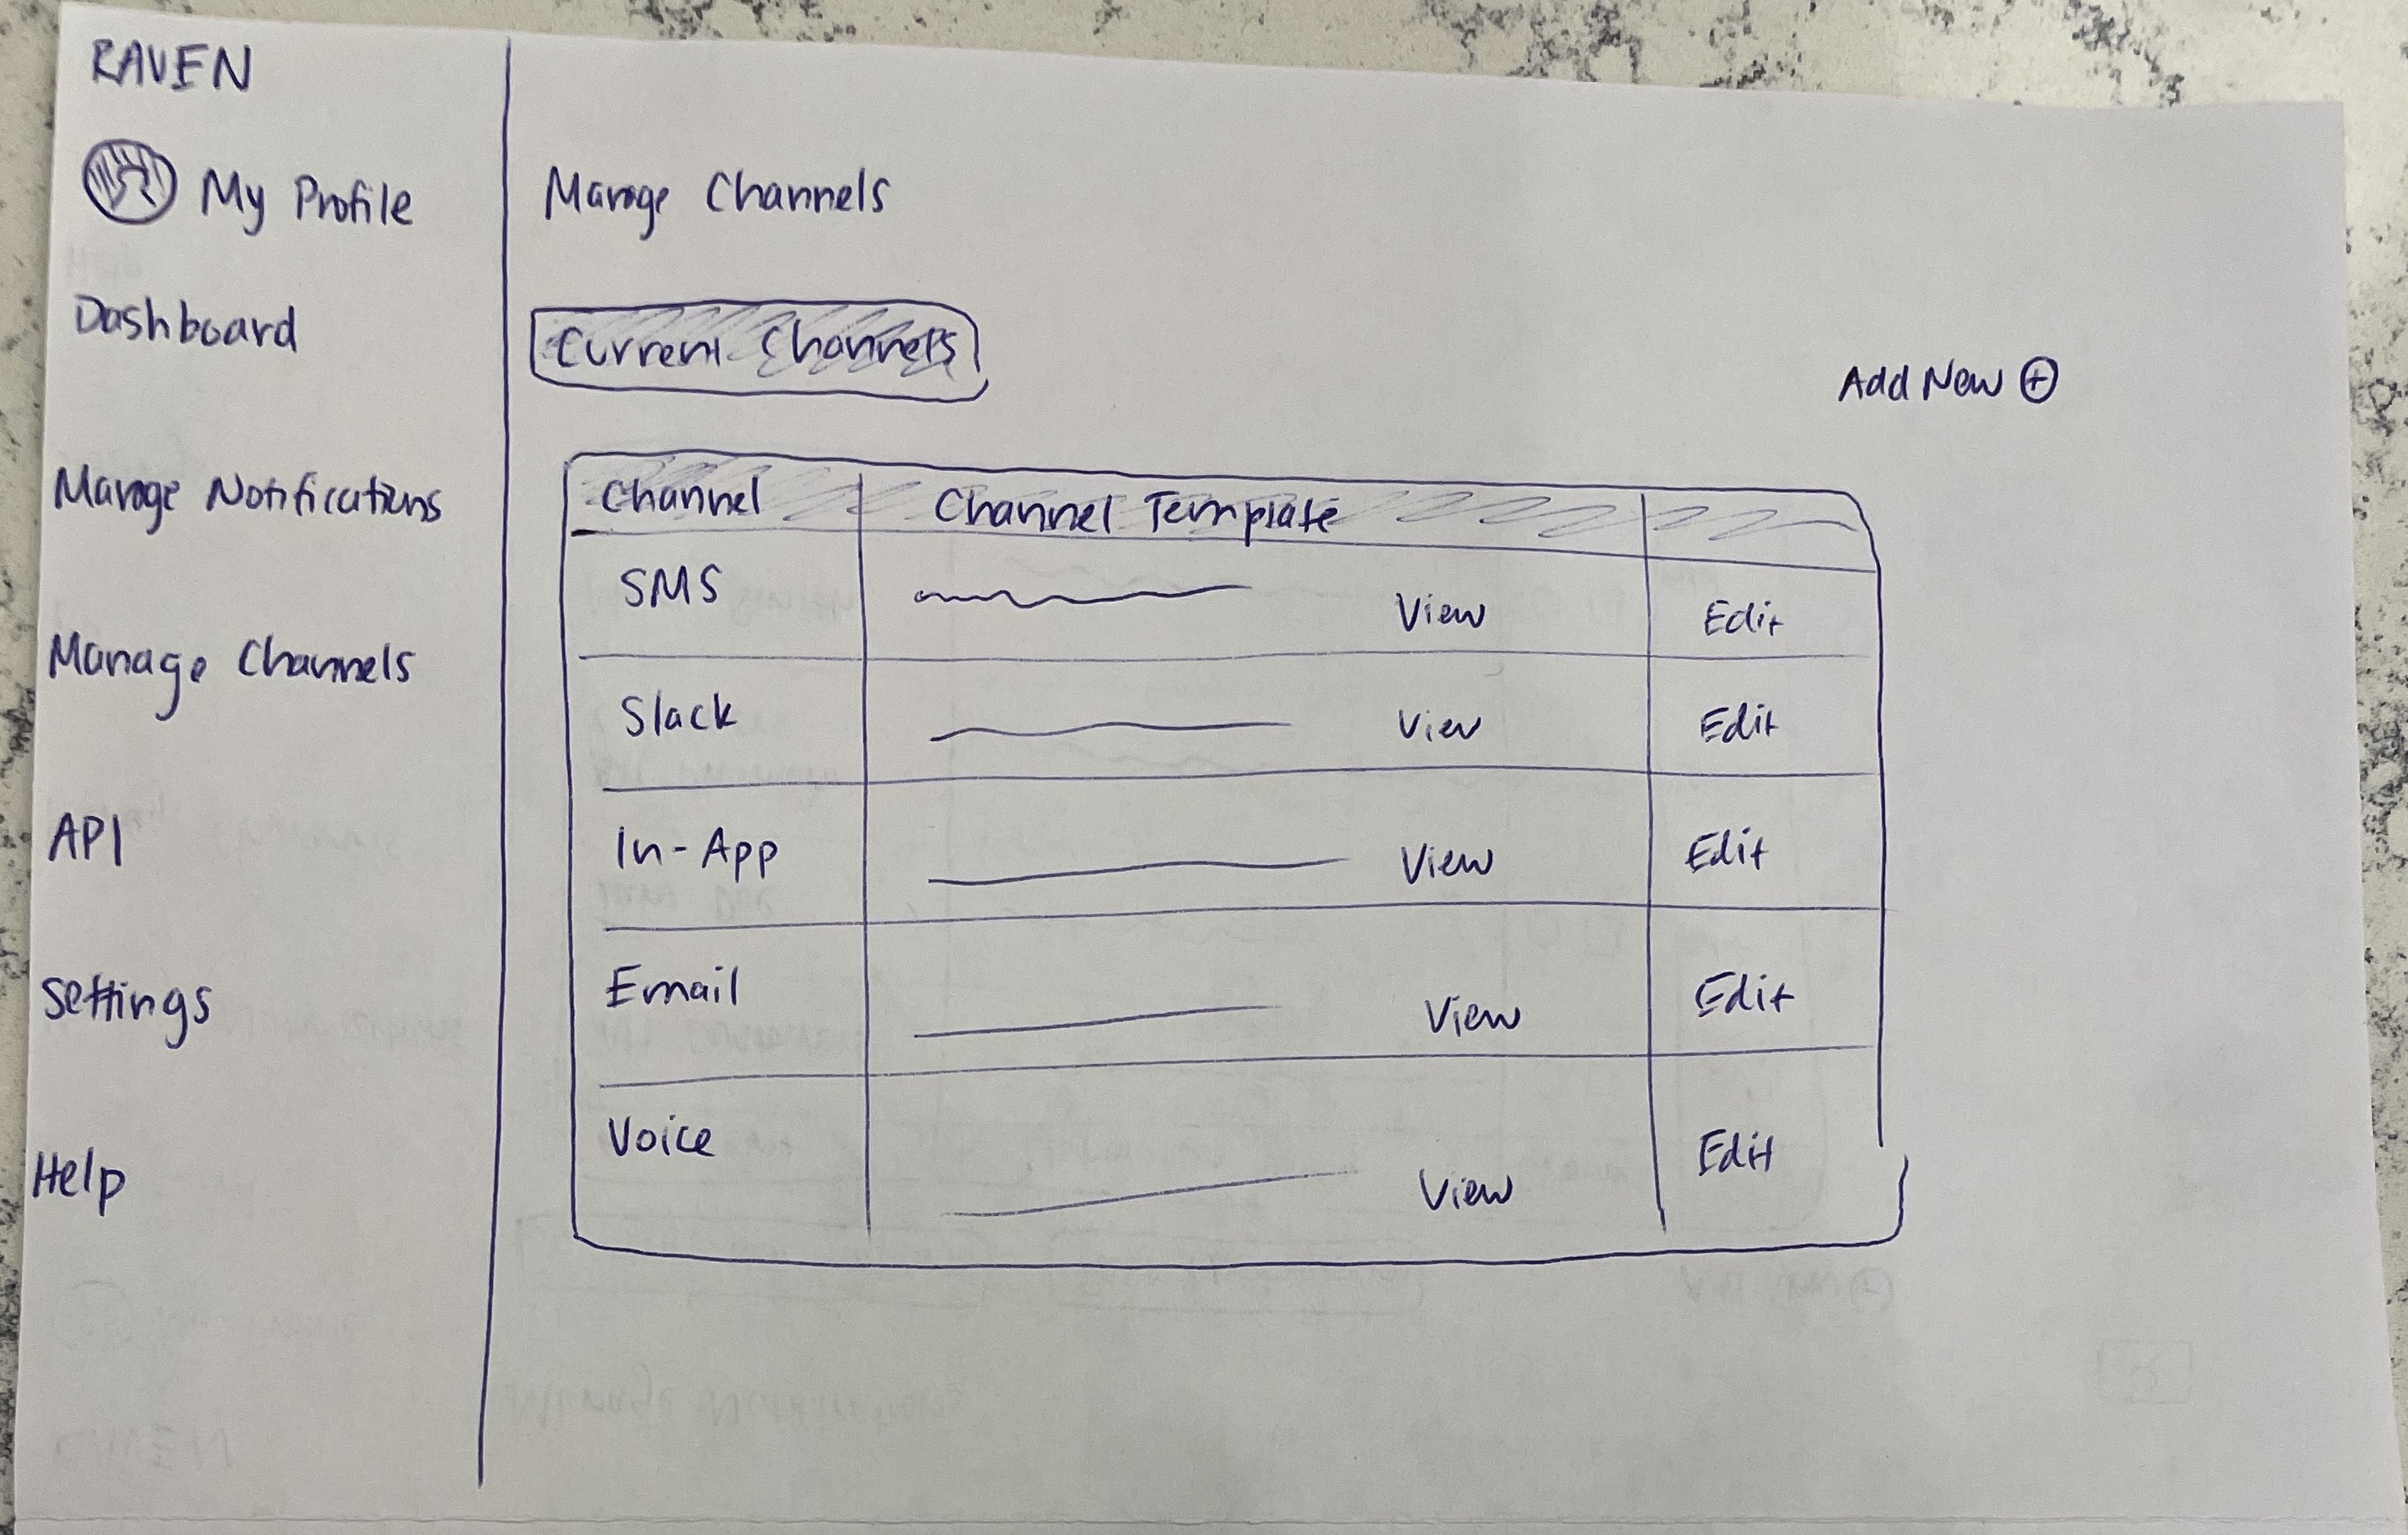 RAVEN
My Profile
Dashboard
Manage Notifications
Manage Channels
API
Settings
Help
Manage Channels
Current Channels
Add New +
Channel Channel Template
SMS View Edit
Slack View Edit
In-App View Edit
Email View Edit
Voice View Edit